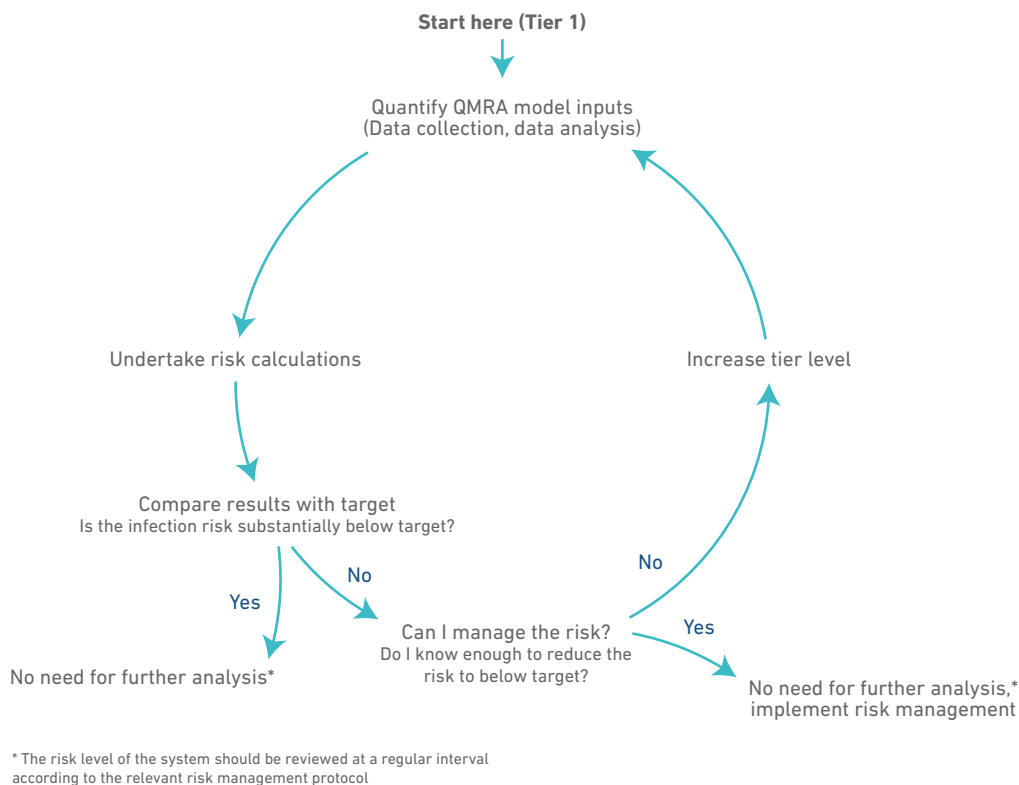 Start here (Tier 1)
Quantify QMRA model inputs
(Data collection, data analysis)
Undertake risk calculations
Increase tier level
Compare results with target
Is the infection risk substantially below target?
No
No
Yes
Can I manage the risk?
Do I know enough to reduce the
risk to below target?
Yes
No need for further analysis*
No need for further analysis,*
implement risk management
* The risk level of the system should be reviewed at a regular interval
according to the relevant risk management protocol